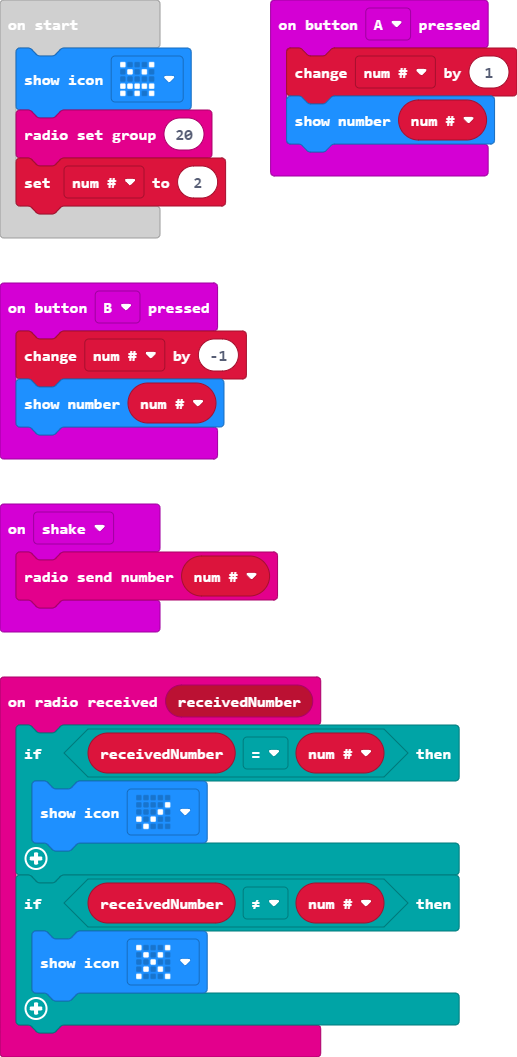 on start
show icon
radio set group 20
set num # to 2
on button A pressed
change num # by 1
show number num #
on button B pressed
change num # by -1
show number num #
on shake
radio send number num #
on radio received receivedNumber
if receivedNumber = num # then
show icon
if receivedNumber ≠ num # then
show icon